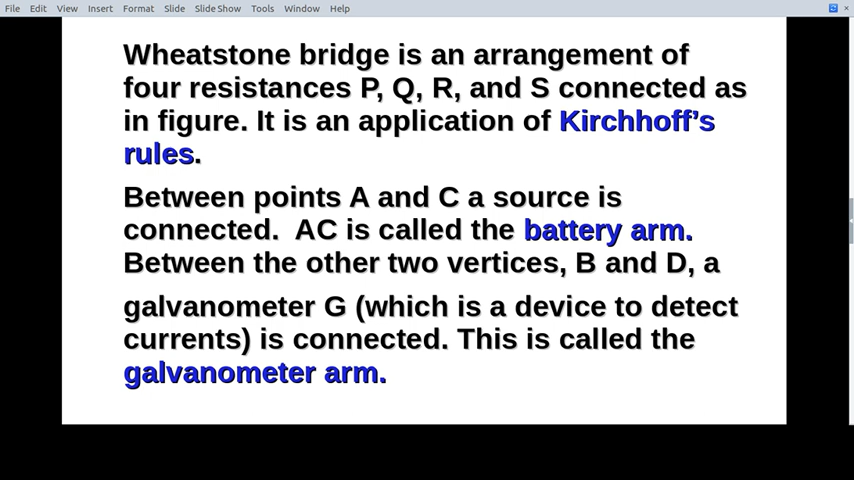 File Edit View Insert Format Slide Slide Show Tools Window Help
Wheatstone bridge is an arrangement of
four resistances P, Q, R, and S connected as
in figure. It is an application of Kirchhoff’s
rules.
Between points A and C a source is
connected.  AC is called the battery arm.
Between the other two vertices, B and D, a
galvanometer G (which is a device to detect
currents) is connected. This is called the
galvanometer arm.